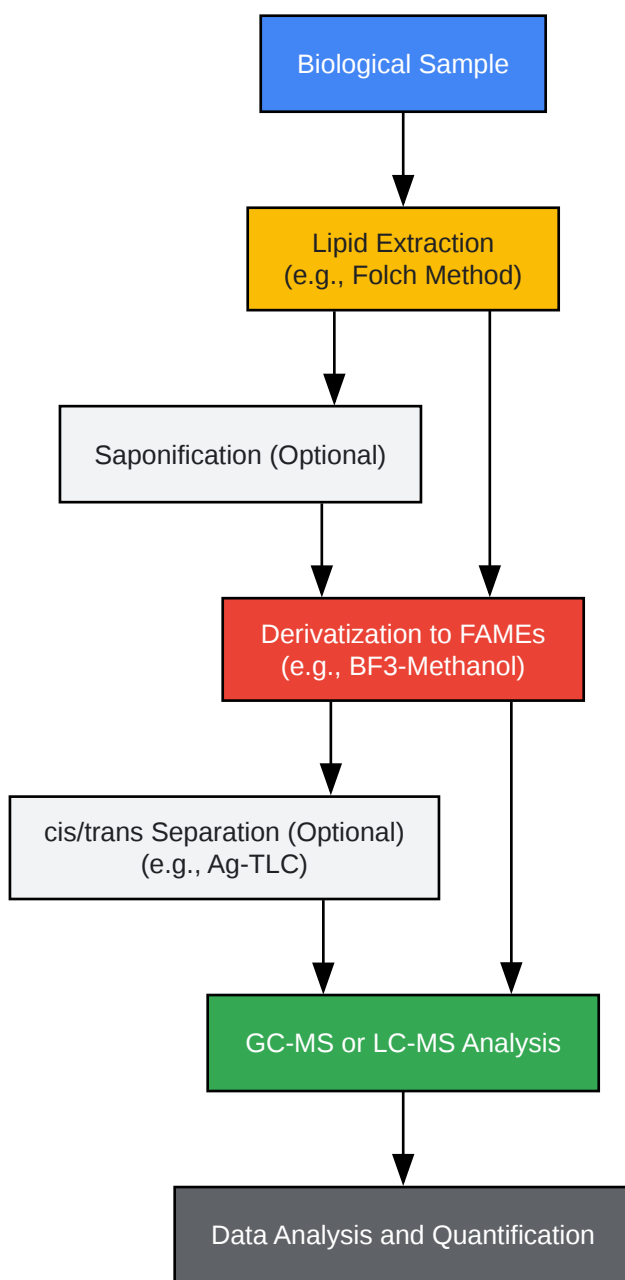 Biological Sample
Lipid Extraction
(e.g., Folch Method)
Saponification (Optional)
Derivatization to FAMEs
(e.g., BF3-Methanol)
cis/trans Separation (Optional)
(e.g., Ag-TLC)
GC-MS or LC-MS Analysis
Data Analysis and Quantification